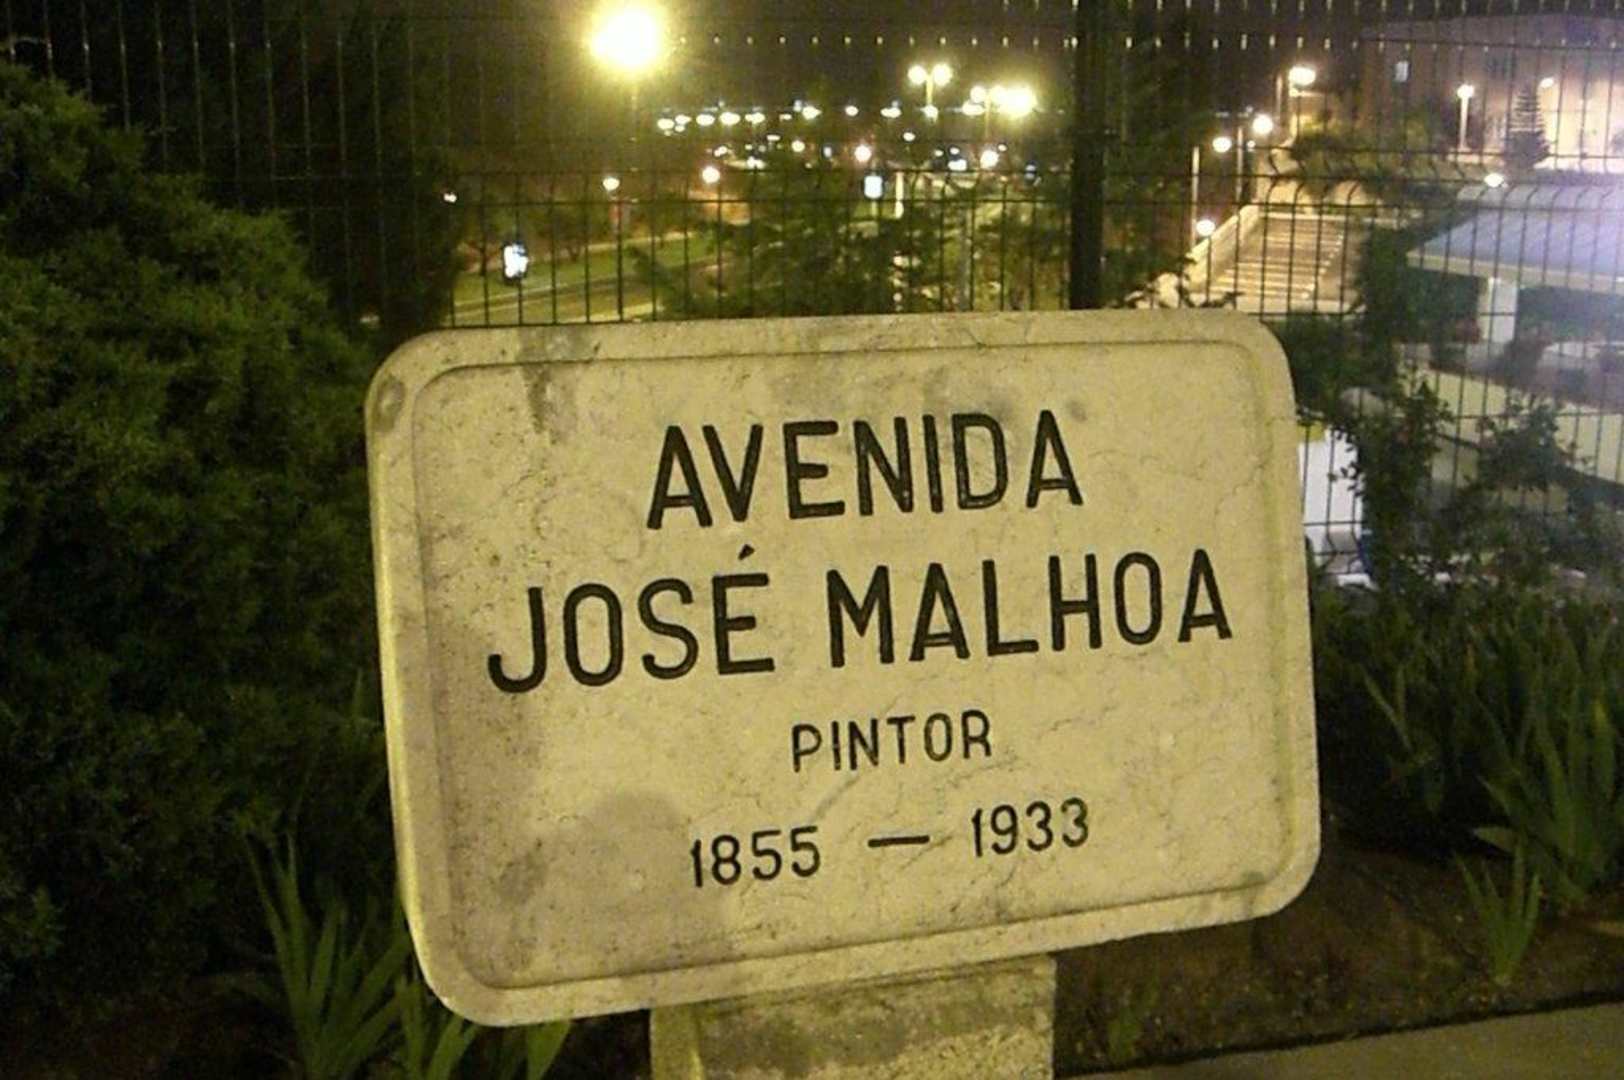 AVENIDA
JOSÉ MALHOA
PINTOR
1855 — 1933